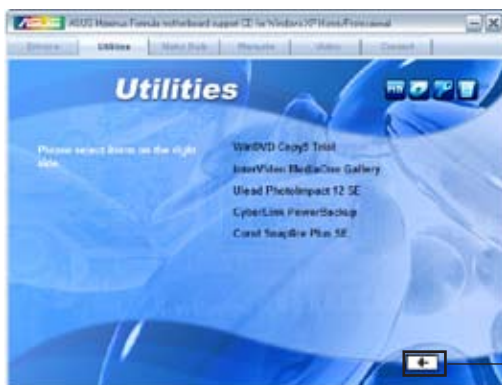 ASUS Maximus Formula motherboard support CD for Windows XP Home/Professional
Drivers Utilities Make Disk Manuals Video Contact
Utilities
Please select items on the right side.
WinDVD Copy5 Trial
InterVideo MediaOne Gallery
Ulead PhotoImpact 12 SE
CyberLink PowerBackup
Corel Snapfire Plus SE